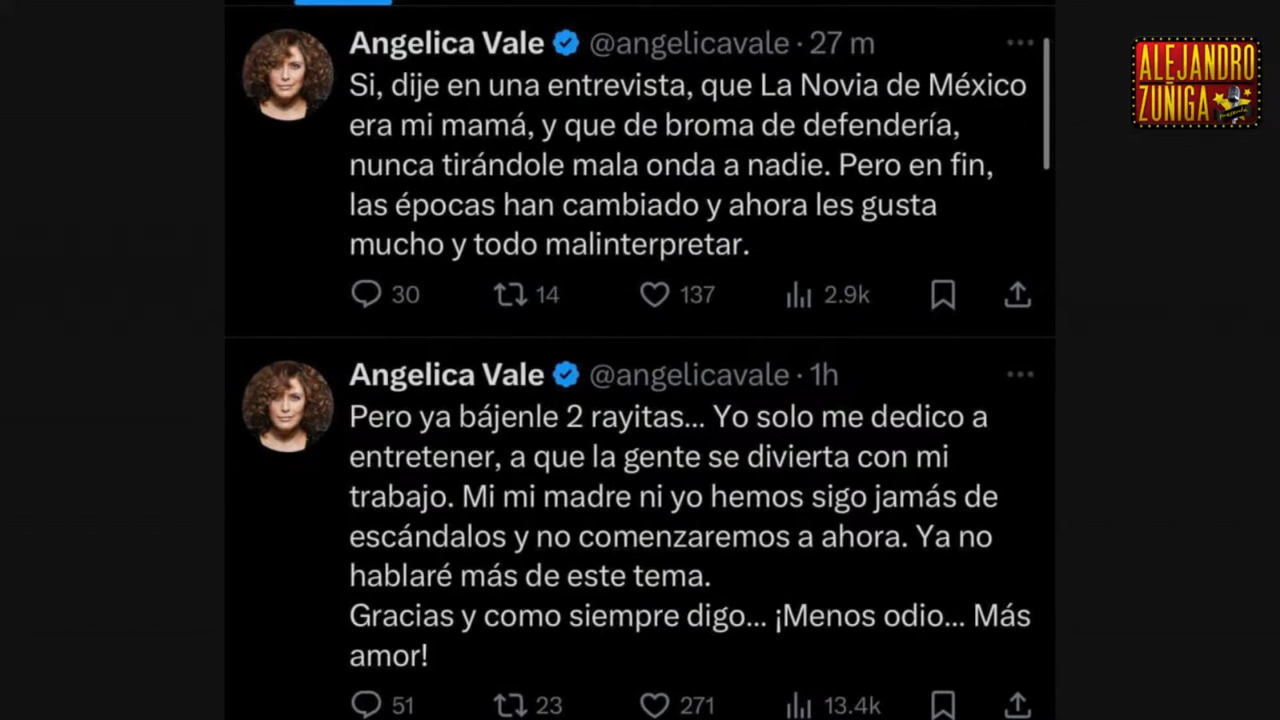 Angelica Vale @angelicavale · 27 m
Si, dije en una entrevista, que La Novia de México
era mi mamá, y que de broma de defendería,
nunca tirándole mala onda a nadie. Pero en fin,
las épocas han cambiado y ahora les gusta
mucho y todo malinterpretar.
30 14 137 2.9k
Angelica Vale @angelicavale · 1h
Pero ya bájenle 2 rayitas... Yo solo me dedico a
entretener, a que la gente se divierta con mi
trabajo. Mi mi madre ni yo hemos sigo jamás de
escándalos y no comenzaremos a ahora. Ya no
hablaré más de este tema.
Gracias y como siempre digo... ¡Menos odio... Más
amor!
51 23 271 13.4k
ALEJANDRO
ZUÑIGA
Presenta